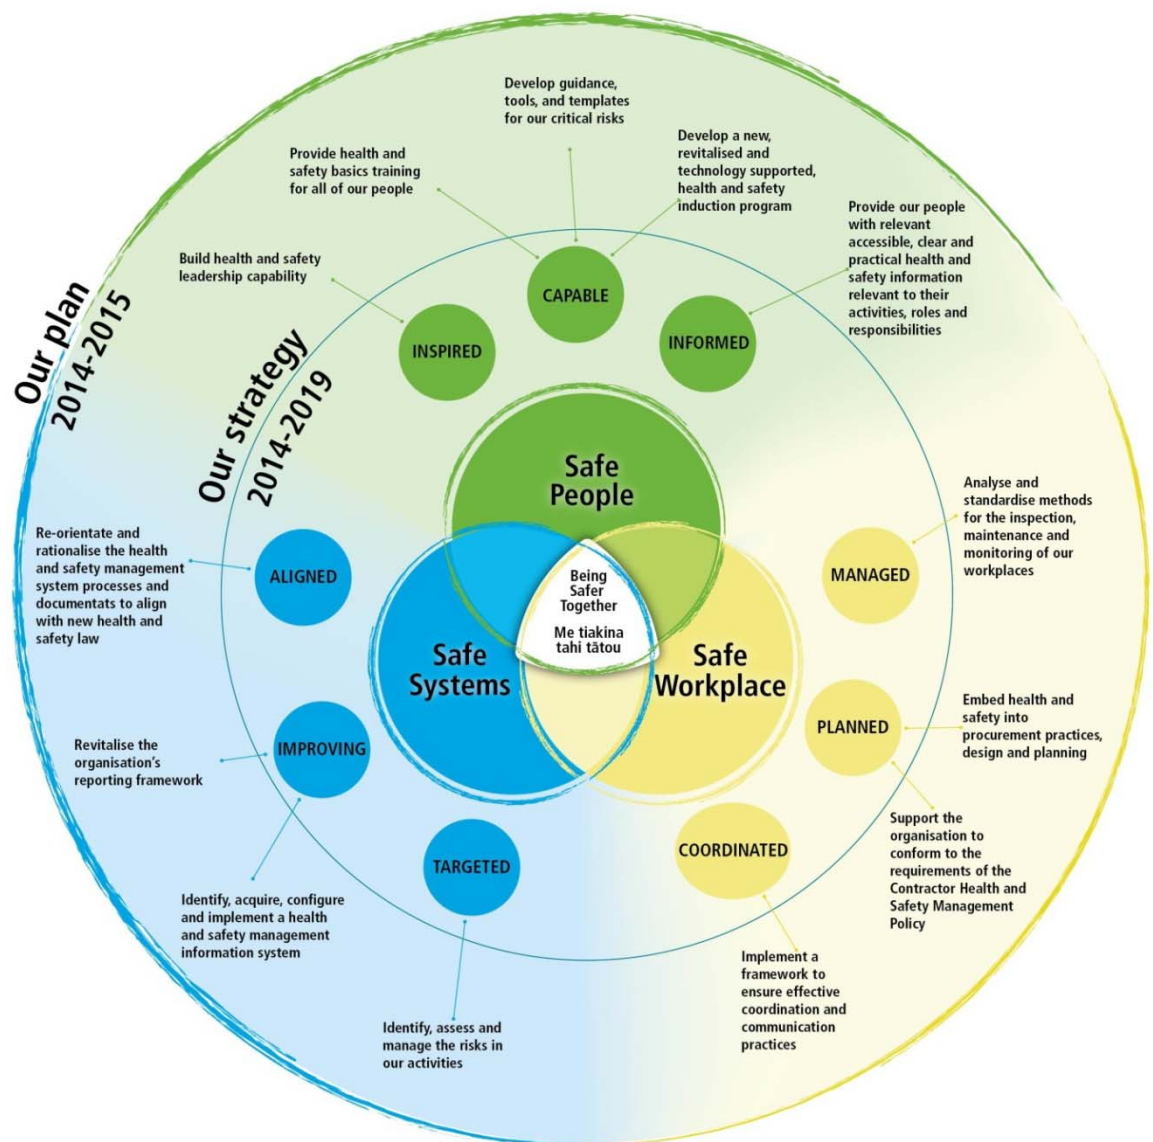 Develop guidance,
tools, and templates
for our critical risks
Provide health and
safety basics training
for all of our people
Develop a new,
revitalised and
technology supported,
health and safety
induction program
Build health and safety
leadership capability
Provide our people
with relevant
accessible, clear and
practical health and
safety information
relevant to their
activities, roles and
responsibilities
Our plan
2014-2015
Our strategy
2014-2019
INSPIRED
CAPABLE
INFORMED
Safe
People
Being
Safer
Together
Me tiakina
tahi tātou
Safe
Systems
Safe
Workplace
Re-orientate and
rationalise the health
and safety management
system processes and
documentats to align
with new health and
safety law
ALIGNED
Revitalise the
organisation's
reporting framework
IMPROVING
Identify, acquire, configure
and implement a health
and safety management
information system
TARGETED
Identify, assess and
manage the risks in
our activities
MANAGED
Analyse and
standardise methods
for the inspection,
maintenance and
monitoring of our
workplaces
PLANNED
Embed health and
safety into
procurement practices,
design and planning
Support the
organisation to
conform to the
requirements of the
Contractor Health and
Safety Management
Policy
COORDINATED
Implement a
framework to
ensure effective
coordination and
communication
practices